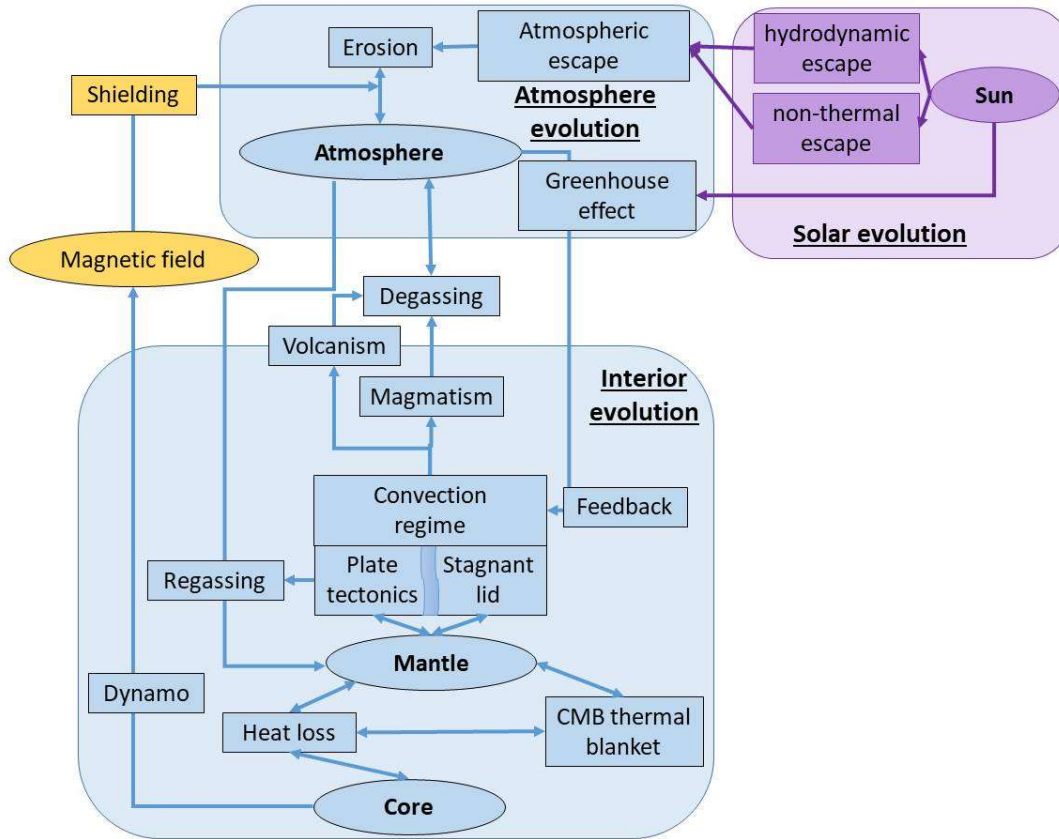 Erosion
Atmospheric
escape
hydrodynamic
escape
Shielding
Atmosphere
evolution
non-thermal
escape
Sun
Atmosphere
Greenhouse
effect
Solar evolution
Magnetic field
Degassing
Volcanism
Magmatism
Interior
evolution
Convection
regime
Feedback
Plate
tectonics
Stagnant
lid
Regassing
Mantle
Dynamo
Heat loss
CMB thermal
blanket
Core